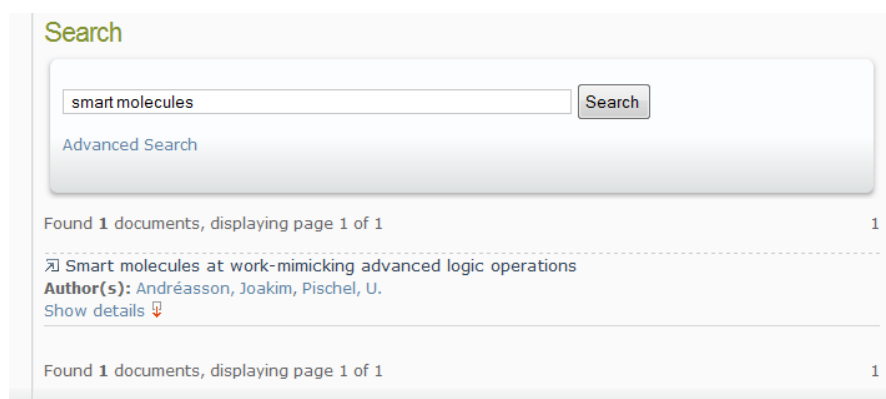 Search
smart molecules
Search
Advanced Search
Found 1 documents, displaying page 1 of 1 1
Smart molecules at work-mimicking advanced logic operations
Author(s): Andréasson, Joakim, Pischel, U.
Show details
Found 1 documents, displaying page 1 of 1 1